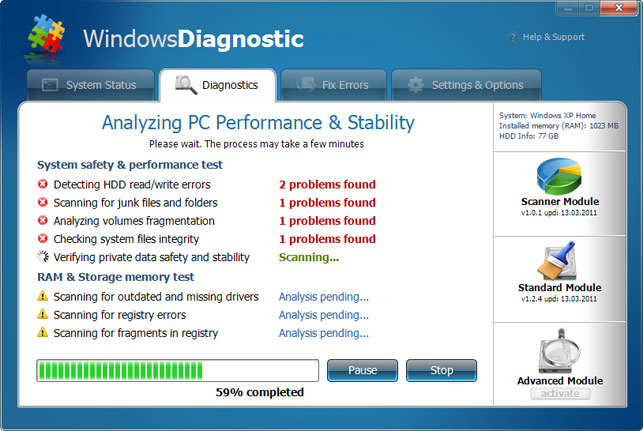 WindowsDiagnostic
Help & Support
System Status
Diagnostics
Fix Errors
Settings & Options
Analyzing PC Performance & Stability
Please wait. The process may take a few minutes
System safety & performance test
Detecting HDD read/write errors 2 problems found
Scanning for junk files and folders 1 problems found
Analyzing volumes fragmentation 1 problems found
Checking system files integrity 1 problems found
Verifying private data safety and stability Scanning...
RAM & Storage memory test
Scanning for outdated and missing drivers Analysis pending...
Scanning for registry errors Analysis pending...
Scanning for fragments in registry Analysis pending...
Pause
Stop
59% completed
System: Windows XP Home
Installed memory (RAM): 1023 MB
HDD Info: 77 GB
Scanner Module
v1.0.1 upd: 13.03.2011
Standard Module
v1.2.4 upd: 13.03.2011
Advanced Module
activate